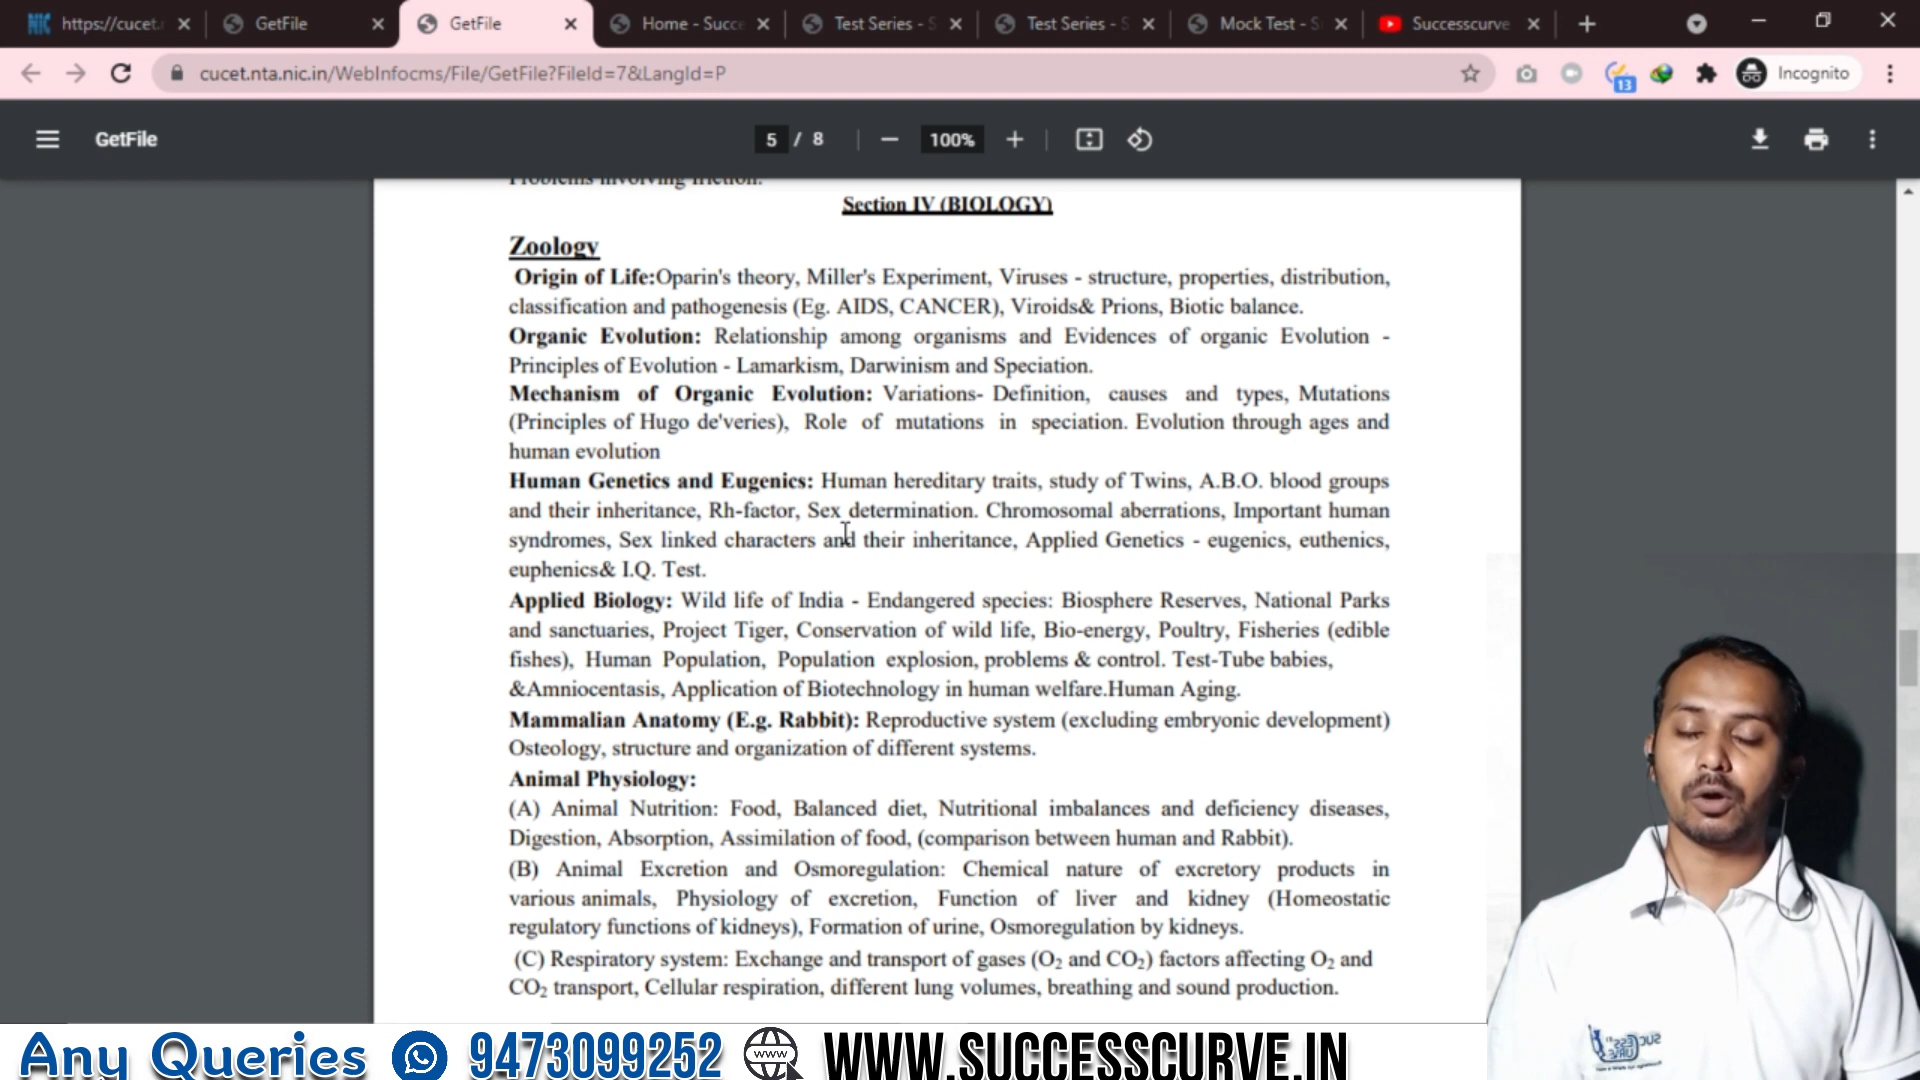 https://cucet.
GetFile
GetFile
Home - Succe
Test Series - S
Test Series - S
Mock Test - S
Successcurve
cucet.nta.nic.in/WebInfocms/File/GetFile?FileId=7&LangId=P
13
Incognito
GetFile
5 / 8
100%
Problems involving friction.
Section IV (BIOLOGY)
Zoology
Origin of Life:Oparin's theory, Miller's Experiment, Viruses - structure, properties, distribution,
classification and pathogenesis (Eg. AIDS, CANCER), Viroids& Prions, Biotic balance.
Organic Evolution: Relationship among organisms and Evidences of organic Evolution -
Principles of Evolution - Lamarkism, Darwinism and Speciation.
Mechanism of Organic Evolution: Variations- Definition, causes and types, Mutations
(Principles of Hugo de'veries), Role of mutations in speciation. Evolution through ages and
human evolution
Human Genetics and Eugenics: Human hereditary traits, study of Twins, A.B.O. blood groups
and their inheritance, Rh-factor, Sex determination. Chromosomal aberrations, Important human
syndromes, Sex linked characters and their inheritance, Applied Genetics - eugenics, euthenics,
euphenics& I.Q. Test.
Applied Biology: Wild life of India - Endangered species: Biosphere Reserves, National Parks
and sanctuaries, Project Tiger, Conservation of wild life, Bio-energy, Poultry, Fisheries (edible
fishes), Human Population, Population explosion, problems & control. Test-Tube babies,
&Amniocentasis, Application of Biotechnology in human welfare.Human Aging.
Mammalian Anatomy (E.g. Rabbit): Reproductive system (excluding embryonic development)
Osteology, structure and organization of different systems.
Animal Physiology:
(A) Animal Nutrition: Food, Balanced diet, Nutritional imbalances and deficiency diseases,
Digestion, Absorption, Assimilation of food, (comparison between human and Rabbit).
(B) Animal Excretion and Osmoregulation: Chemical nature of excretory products in
various animals, Physiology of excretion, Function of liver and kidney (Homeostatic
regulatory functions of kidneys), Formation of urine, Osmoregulation by kidneys.
(C) Respiratory system: Exchange and transport of gases (O₂ and CO₂) factors affecting O₂ and
CO₂ transport, Cellular respiration, different lung volumes, breathing and sound production.
SUCCESS CURVE
Any Queries 9473099252 www WWW.SUCCESSCURVE.IN